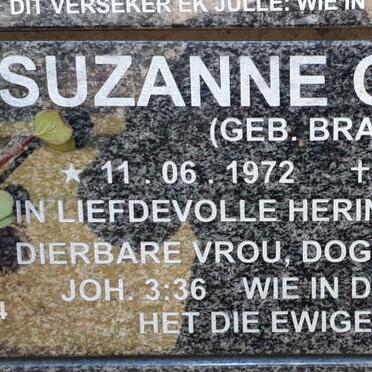 DIT VERSEKER EK JULLE: WIE IN
SUZANNE
(GEB. BRA
★ 11 . 06 . 1972 †
IN LIEFDEVOLLE HERIN
DIERBARE VROU, DOG
JOH. 3:36 WIE IN D
4
HET DIE EWIGE